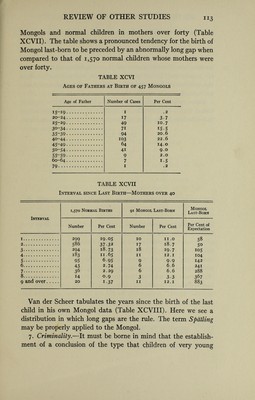 REVIEW OF OTHER STUDIES 113
Mongols and normal children in mothers over forty (Table
XCVII). The table shows a pronounced tendency for the birth of
Mongol last-born to be preceded by an abnormally long gap when
compared to that of 1,570 normal children whose mothers were
over forty.
TABLE XCVI
Ages of Fathers at Birth of 457 Mongols
Age of Father Number of Cases Per Cent
15-19 1 .2
20-24 17 3.7
25-29 49 10.7
30-34 71 15.5
35-39 94 20.6
40-44 103 22.6
45-49 64 14.0
50-54 41 9.0
55-59 9 2.0
60-64 7 1.5
79 1 .2
TABLE XCVII
Interval since Last Birth—Mothers over 40
Interval 1,570 Normal Births 91 Mongol Last-Born Mongol Last-Born
Number Per Cent Number Per Cent Per Cent of Expectation
1 299 19.05 10 11.0 58
2 586 37.32 17 18.7 50
3 294 18.73 18 19.7 105
4 183 11.65 11 12.1 104
5 95 6.95 9 9.9 142
6 43 2.74 6 6.6 241
7 36 2.29 6 6.6 288
8 14 0.9 3 3.3 367
9 and over 20 1.37 11 12.1 883
Van der Scheer tabulates the years since the birth of the last
child in his own Mongol data (Table XCVIII). Here we see a
distribution in which long gaps are the rule. The term Spätling
may be properly applied to the Mongol.
7. Criminality.—It must be borne in mind that the establish-
ment of a conclusion of the type that children of very young